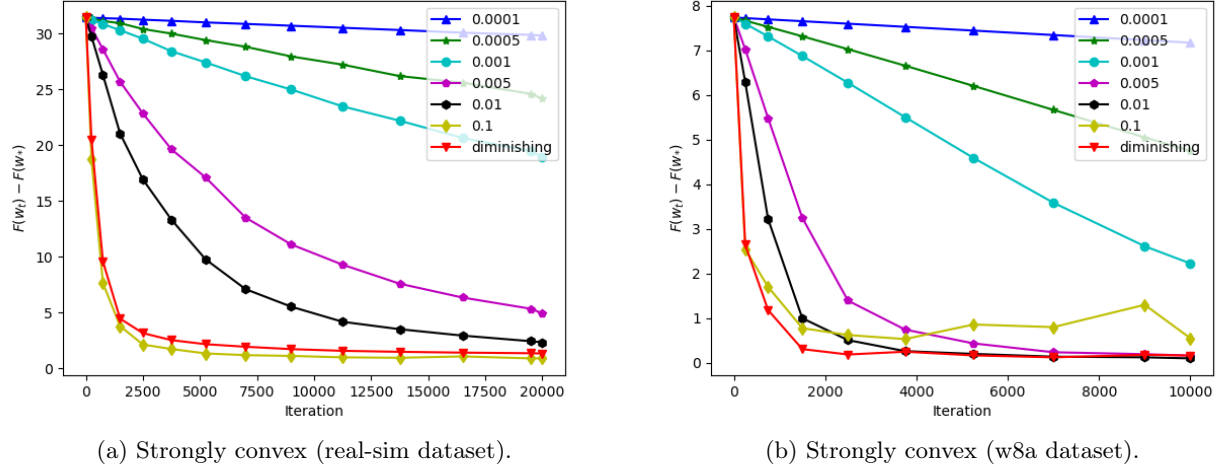 30
25
20
15
10
5
0
F(w_t) − F(w_*)
0.0001
0.0005
0.001
0.005
0.01
0.1
diminishing
0 2500 5000 7500 10000 12500 15000 17500 20000
Iteration
(a) Strongly convex (real-sim dataset).
8
7
6
5
4
3
2
1
0
F(w_t) − F(w_*)
0.0001
0.0005
0.001
0.005
0.01
0.1
diminishing
0 2000 4000 6000 8000 10000
Iteration
(b) Strongly convex (w8a dataset).